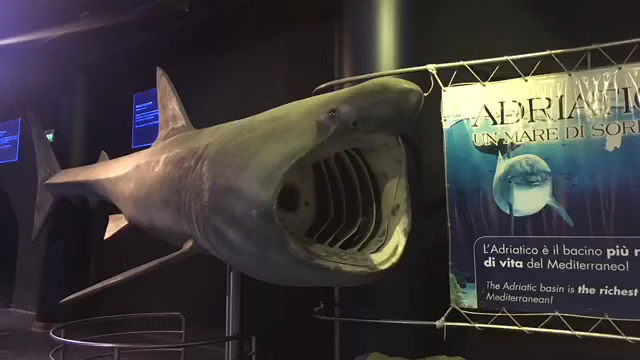 ADRIATIC
UN MARE DI SOR
L'Adriatico è il bacino più r
di vita del Mediterraneo!
The Adriatic basin is the richest
Mediterranean!